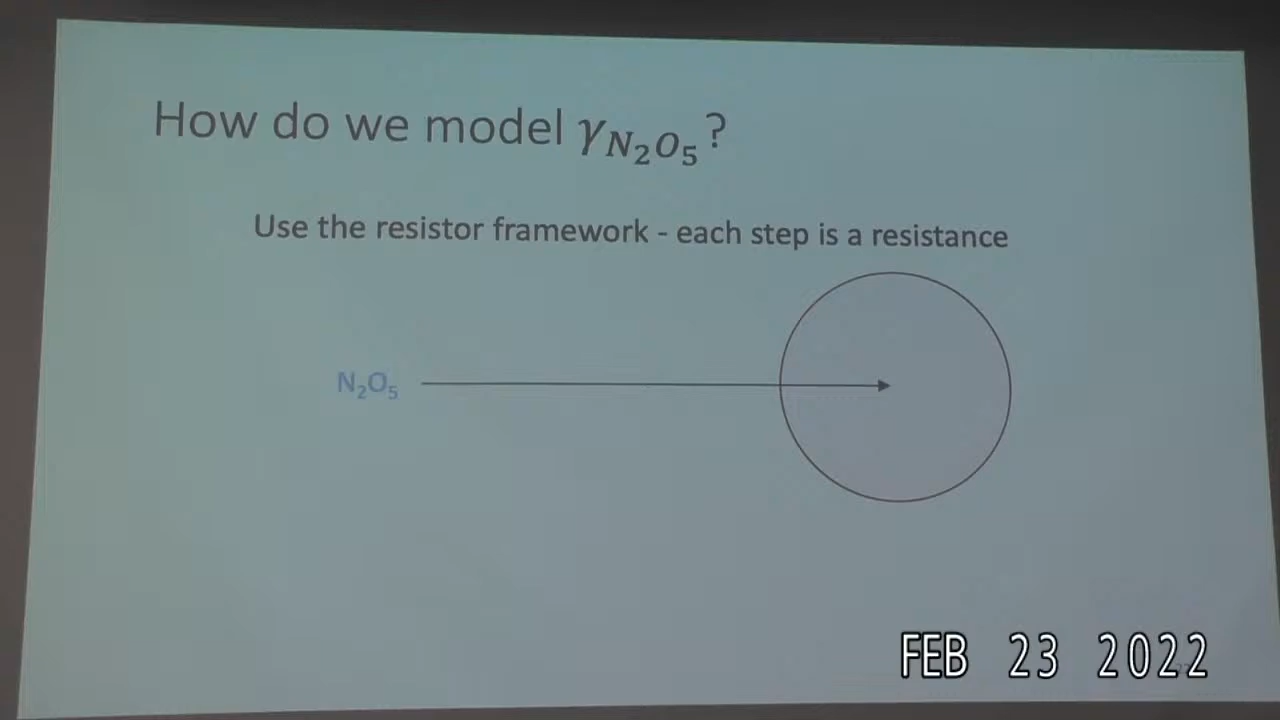 How do we model γN₂O₅?
Use the resistor framework - each step is a resistance
N₂O₅
FEB 23 2022